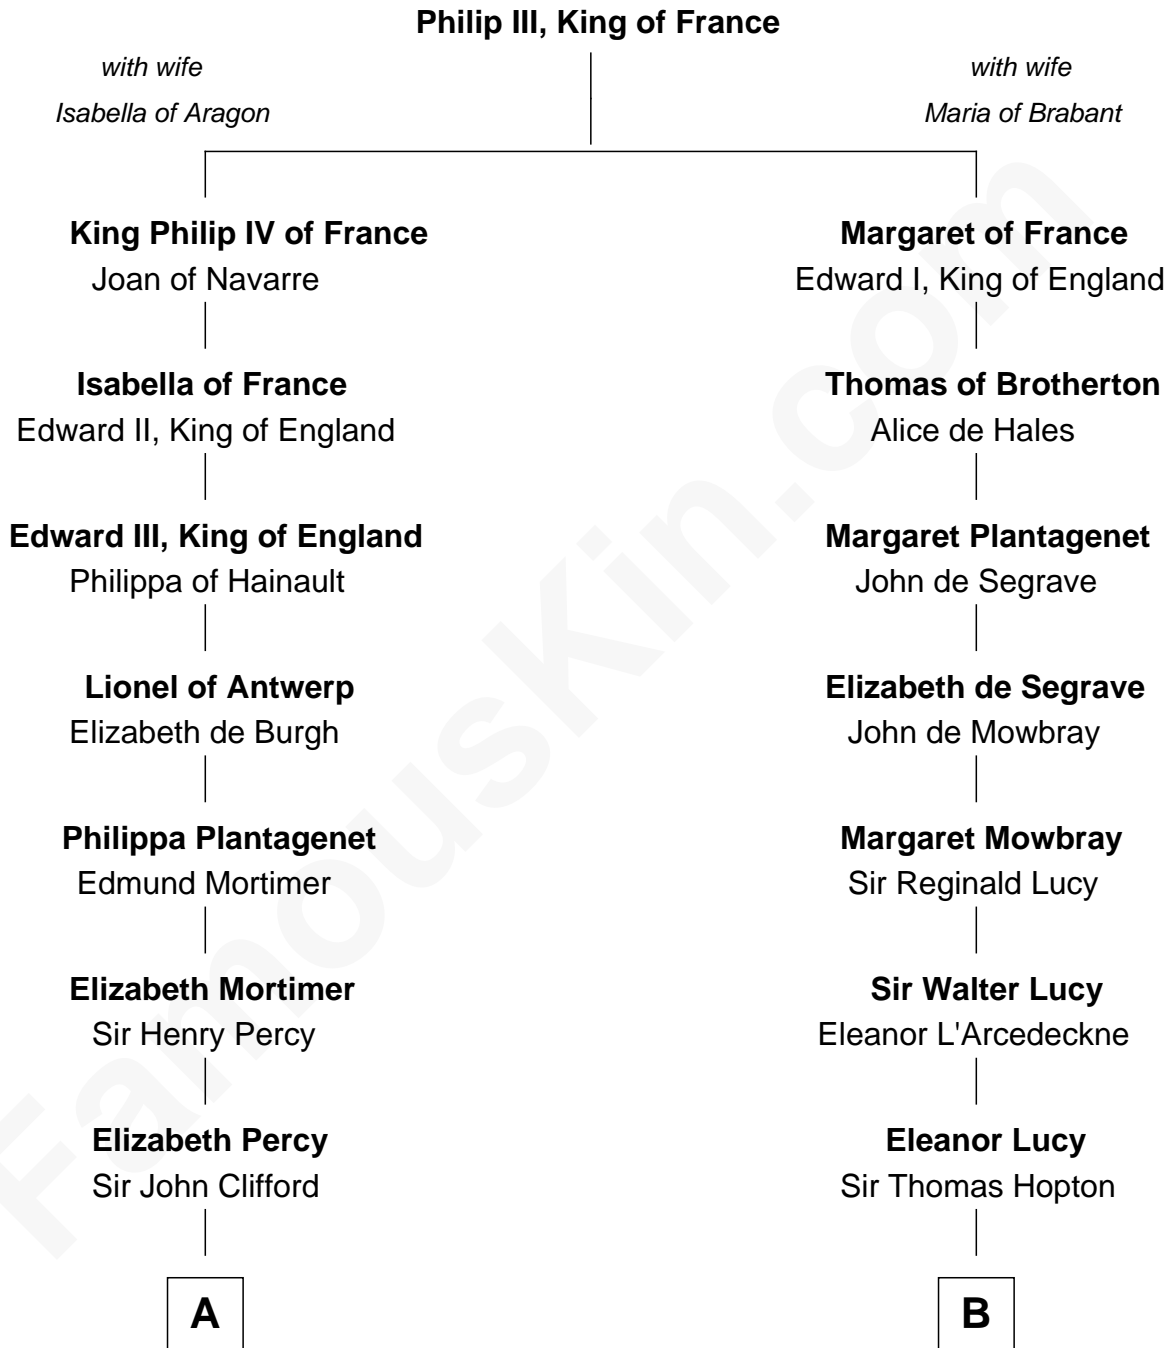 Philip III, King of France
with wife
Isabella of Aragon
with wife
Maria of Brabant
King Philip IV of France
Joan of Navarre
Margaret of France
Edward I, King of England
Isabella of France
Edward II, King of England
Thomas of Brotherton
Alice de Hales
Edward III, King of England
Philippa of Hainault
Margaret Plantagenet
John de Segrave
Lionel of Antwerp
Elizabeth de Burgh
Elizabeth de Segrave
John de Mowbray
Philippa Plantagenet
Edmund Mortimer
Margaret Mowbray
Sir Reginald Lucy
Elizabeth Mortimer
Sir Henry Percy
Sir Walter Lucy
Eleanor L'Arcedeckne
Elizabeth Percy
Sir John Clifford
Eleanor Lucy
Sir Thomas Hopton
A
B
FamousKin.com